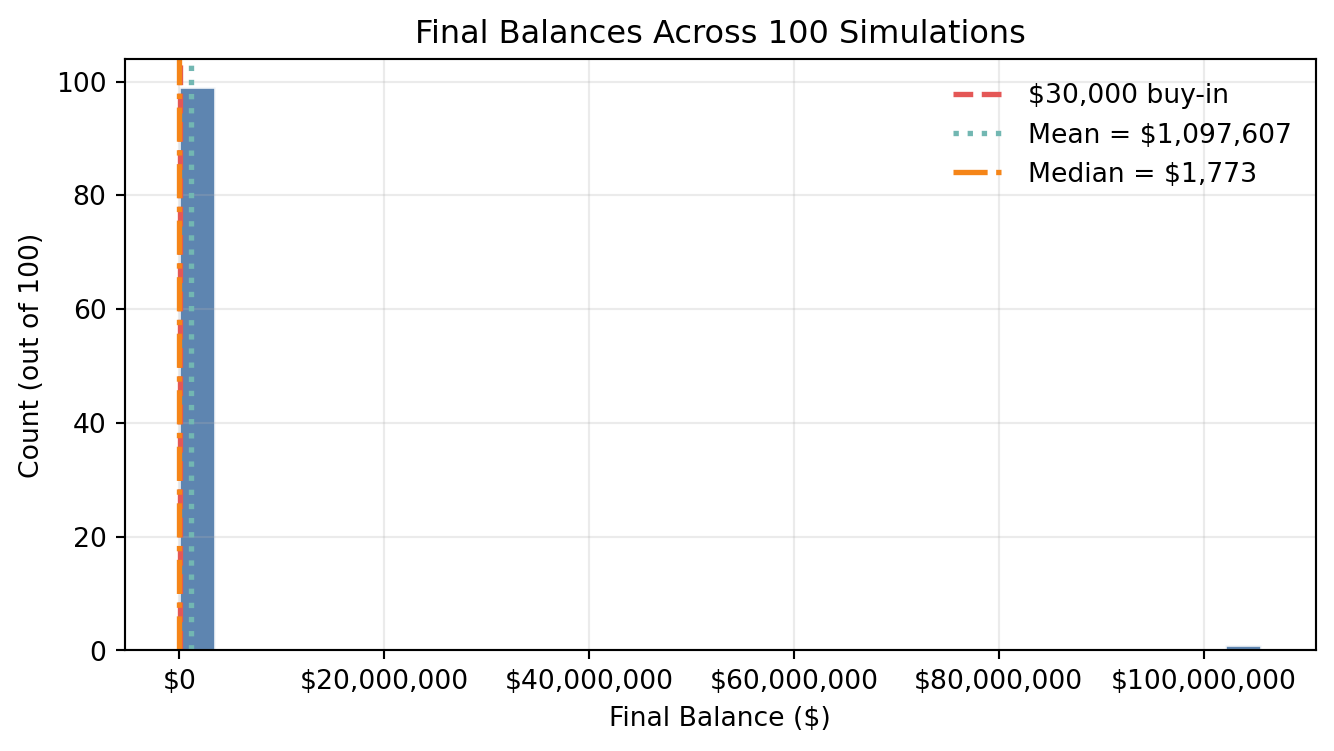 Final Balances Across 100 Simulations
$30,000 buy-in
Mean = $1,097,607
Median = $1,773
Count (out of 100)
100
80
60
40
20
0
$0 $20,000,000 $40,000,000 $60,000,000 $80,000,000 $100,000,000
Final Balance ($)